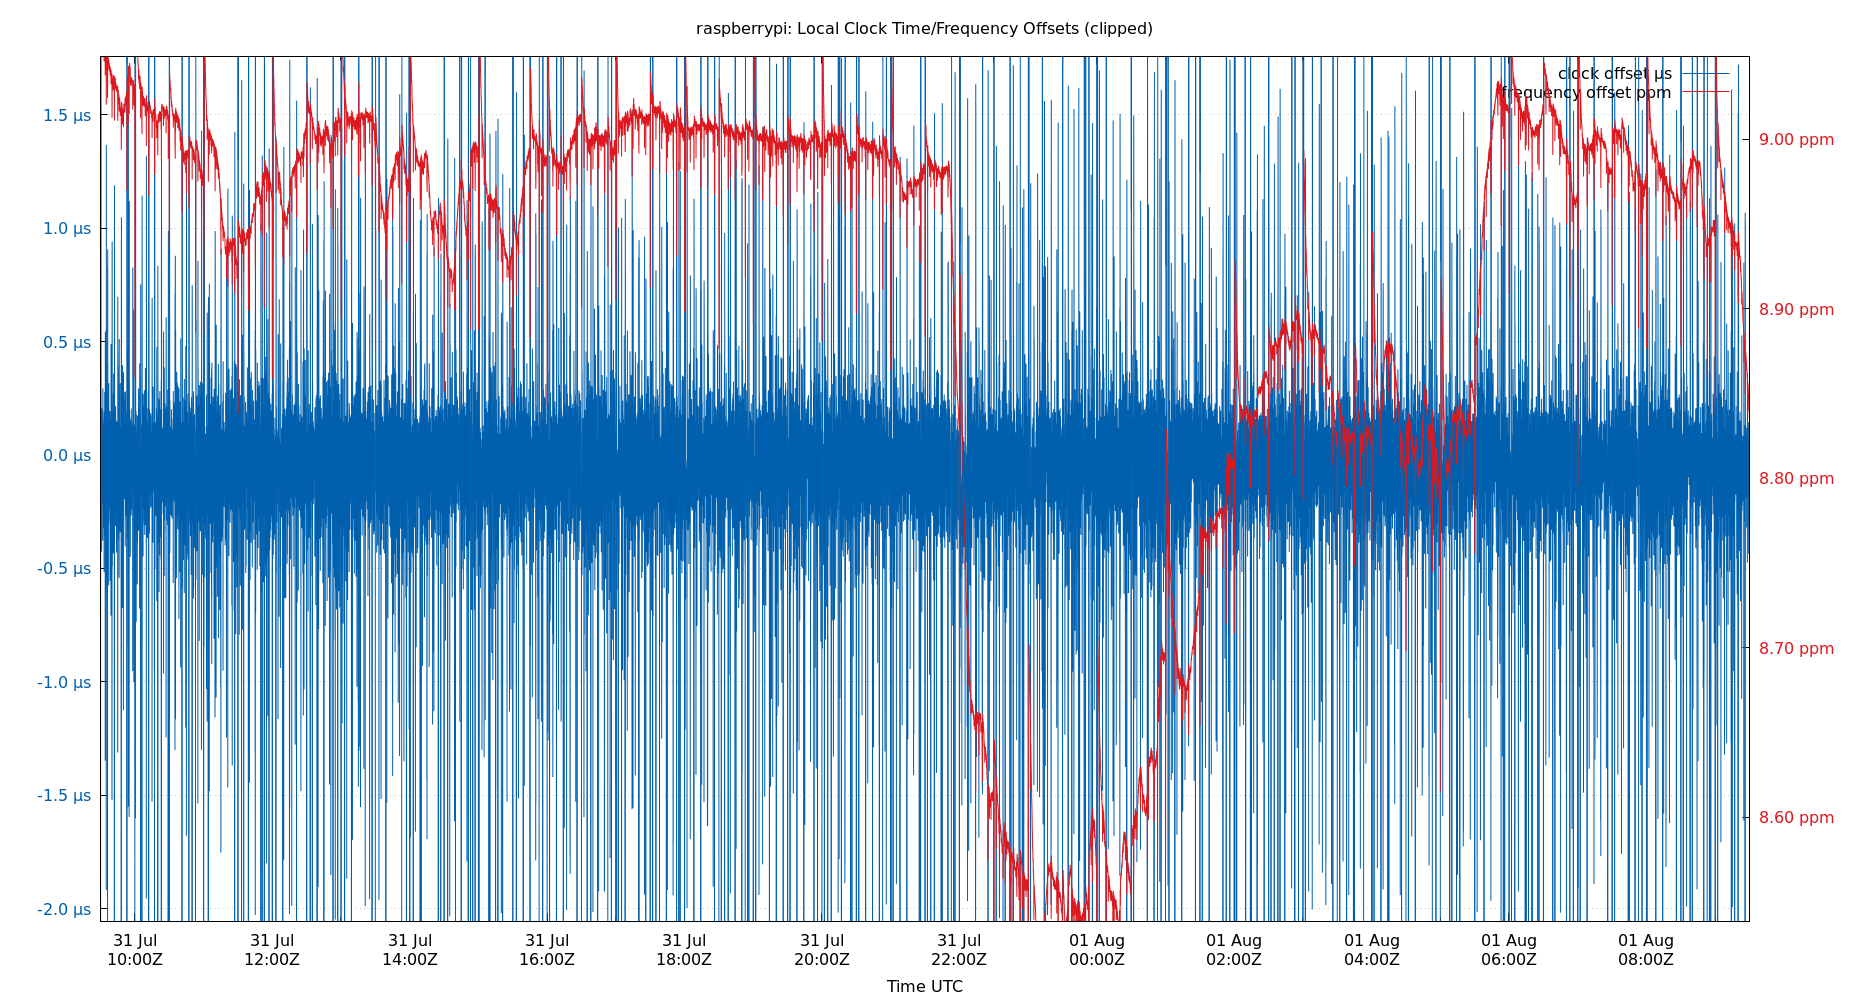 raspberrypi: Local Clock Time/Frequency Offsets (clipped)
clock offset µs
frequency offset ppm
1.5 µs
1.0 µs
0.5 µs
0.0 µs
-0.5 µs
-1.0 µs
-1.5 µs
-2.0 µs
9.00 ppm
8.90 ppm
8.80 ppm
8.70 ppm
8.60 ppm
31 Jul 31 Jul 31 Jul 31 Jul 31 Jul 31 Jul 31 Jul 01 Aug 01 Aug 01 Aug 01 Aug 01 Aug
10:00Z 12:00Z 14:00Z 16:00Z 18:00Z 20:00Z 22:00Z 00:00Z 02:00Z 04:00Z 06:00Z 08:00Z
Time UTC